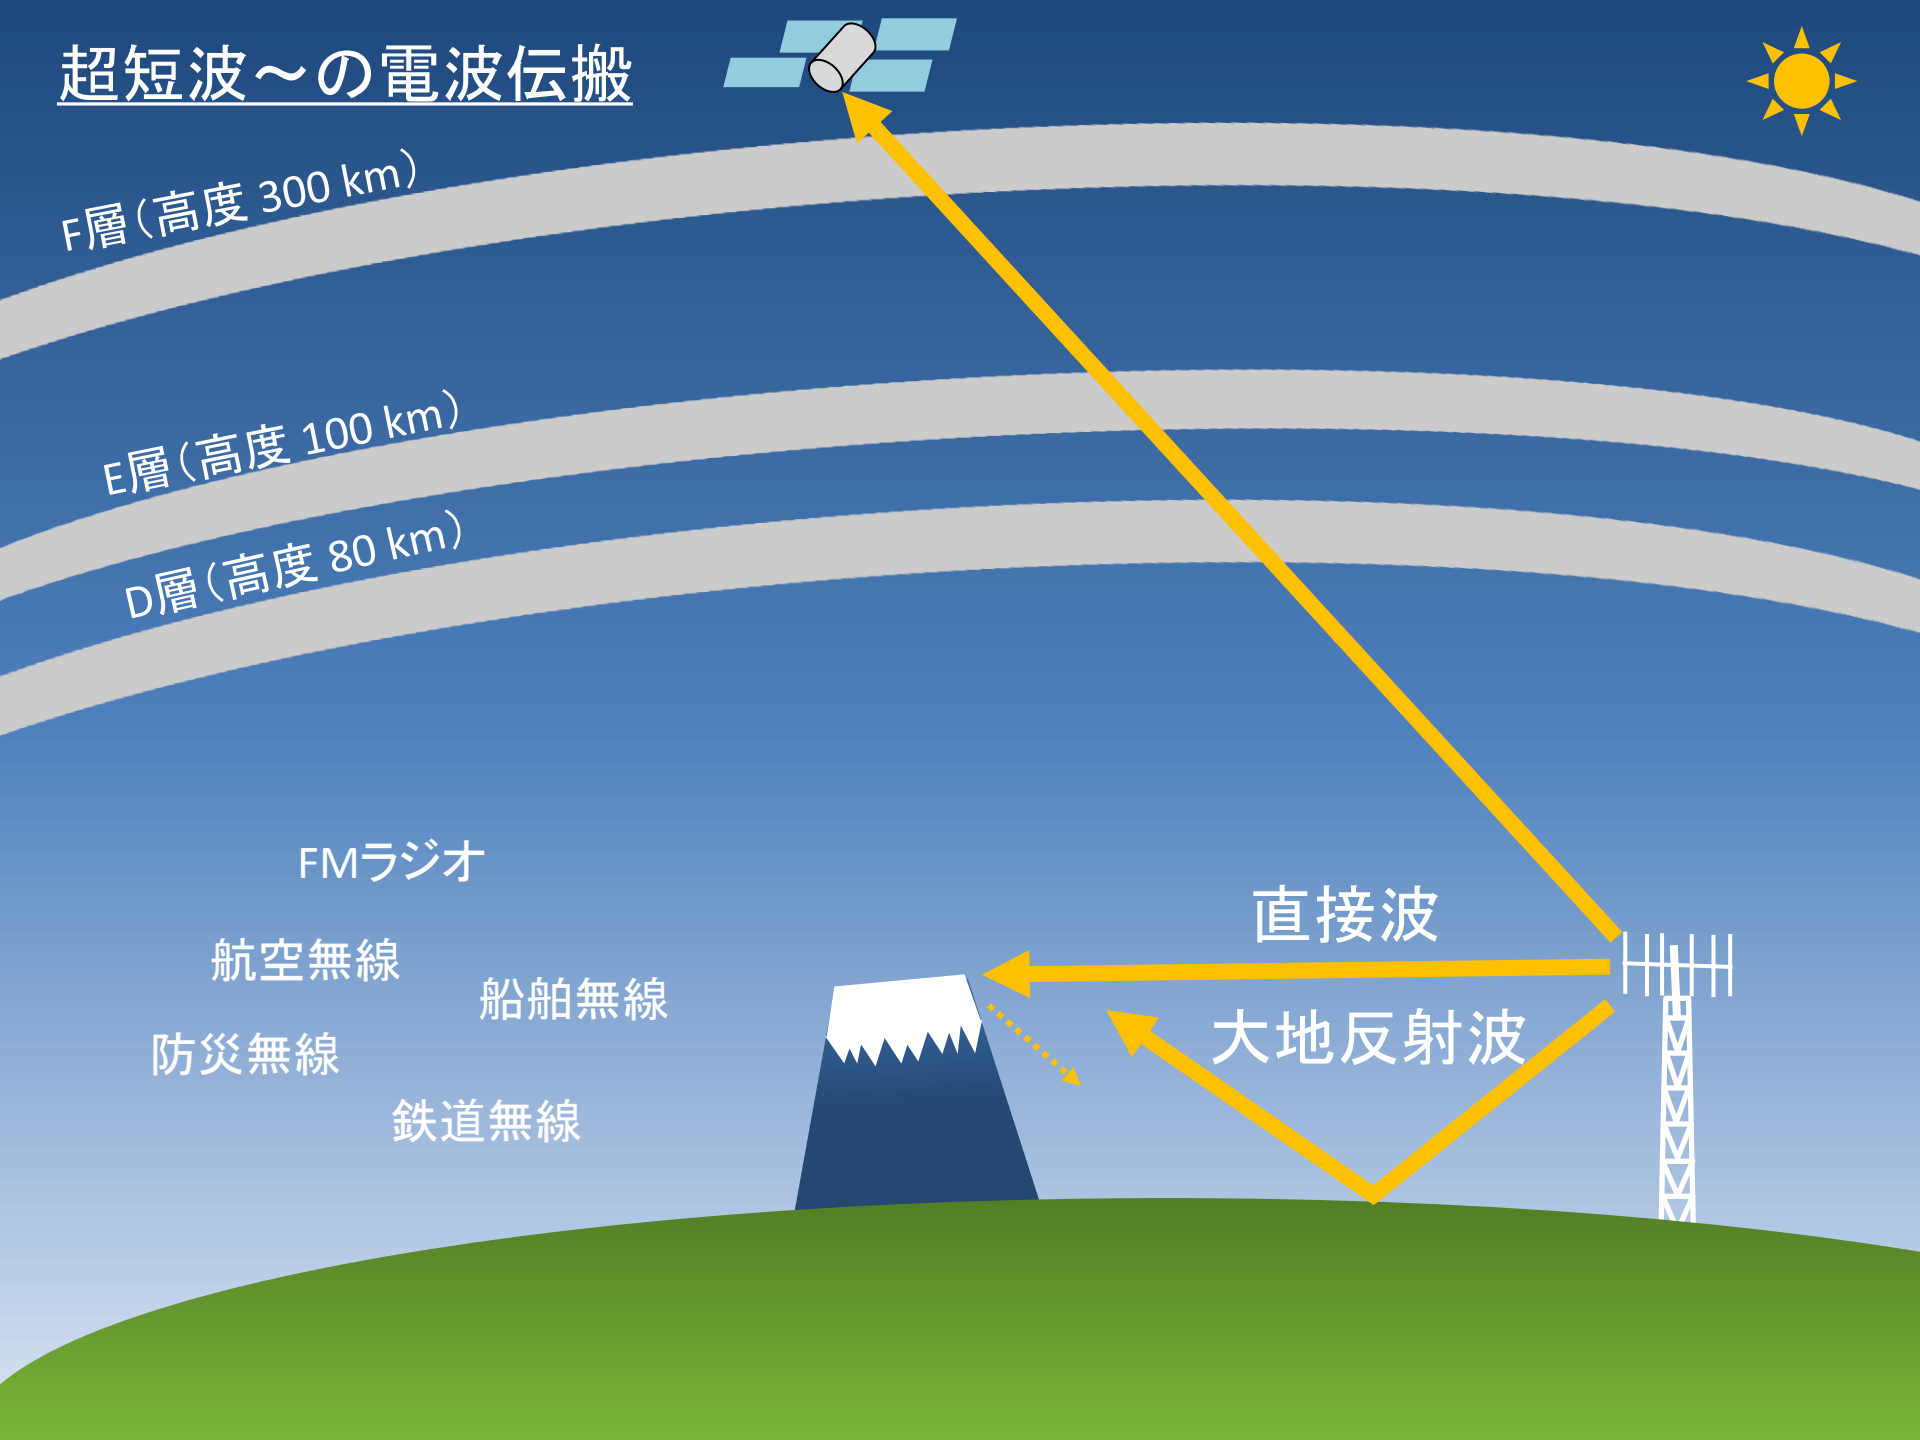 超短波～の電波伝搬
F層（高度 300 km）
E層（高度 100 km）
D層（高度 80 km）
FMラジオ
航空無線
船舶無線
防災無線
鉄道無線
直接波
大地反射波